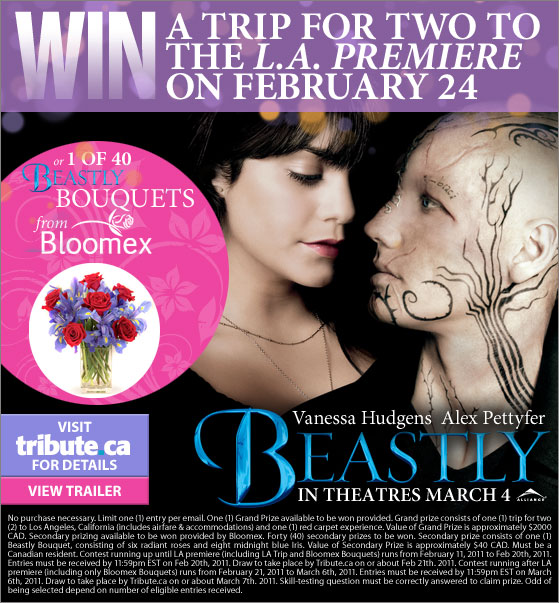 WIN A TRIP FOR TWO TO
THE L.A. PREMIERE
ON FEBRUARY 24
or 1 OF 40
BEASTLY
BOUQUETS
from
Bloomex
Vanessa Hudgens Alex Pettyfer
BEASTLY
IN THEATRES MARCH 4
ALLIANCE
VISIT
tribute.ca
FOR DETAILS
VIEW TRAILER
No purchase necessary. Limit one (1) entry per email. One (1) Grand Prize available to be won provided. Grand prize consists of one (1) trip for two
(2) to Los Angeles, California (includes airfare & accommodations) and one (1) red carpet experience. Value of Grand Prize is approximately $2000
CAD. Secondary prizing available to be won provided by Bloomex. Forty (40) secondary prizes to be won. Secondary prize consists of one (1)
Beastly Bouquet, consisting of six radiant roses and eight midnight blue Iris. Value of Secondary Prize is approximately $40 CAD. Must be a
Canadian resident. Contest running up until LA premiere (including LA Trip and Bloomex Bouquets) runs from February 11, 2011 to Feb 20th, 2011.
Entries must be received by 11:59pm EST on Feb 20th, 2011. Draw to take place by Tribute.ca on or about Feb 21th. 2011. Contest running after LA
premiere (including only Bloomex Bouquets) runs from February 21, 2011 to March 6th, 2011. Entries must be received by 11:59pm EST on March
6th, 2011. Draw to take place by Tribute.ca on or about March 7th. 2011. Skill-testing question must be correctly answered to claim prize. Odd of
being selected depend on number of eligible entries received.